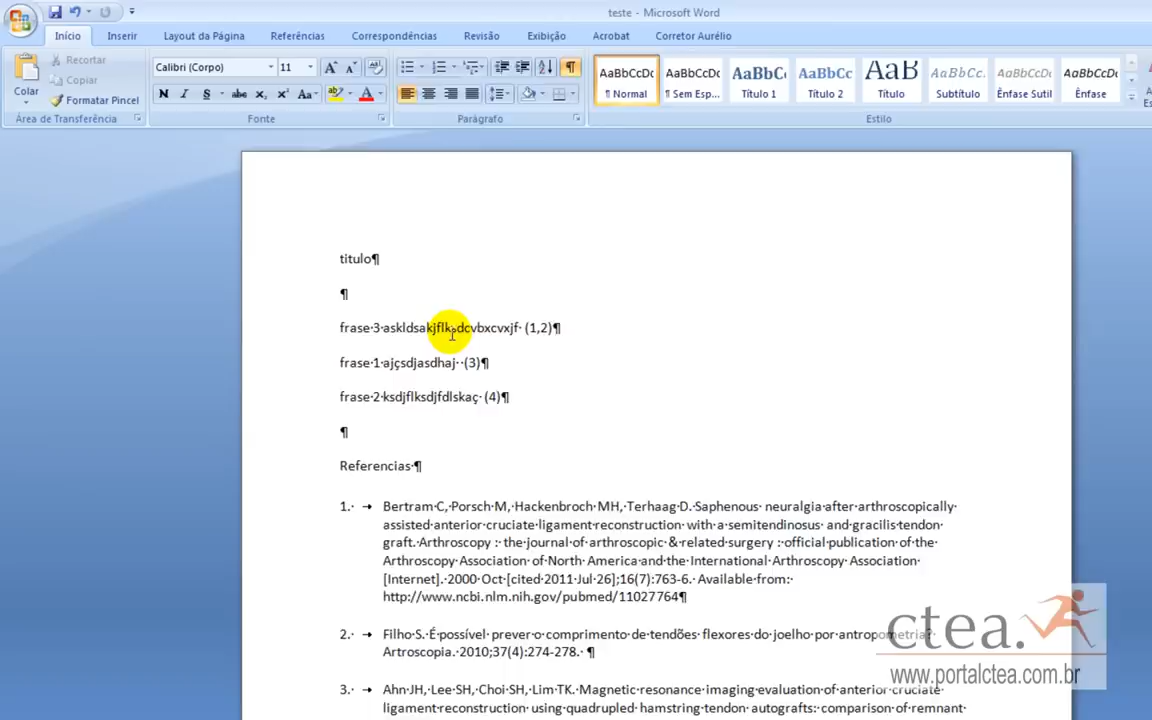 teste - Microsoft Word
Início Inserir Layout da Página Referências Correspondências Revisão Exibição Acrobat Corretor Aurélio
Colar
Recortar
Copiar
Formatar Pincel
Área de Transferência
Calibri (Corpo) 11
N I S abe x₂ x² Aa
Fonte
Parágrafo
AaBbCcDc AaBbCcDc AaBbC AaBbCc AaB AaBbCc. AaBbCcDc AaBbCcDc
¶ Normal ¶ Sem Esp... Título 1 Título 2 Título Subtítulo Ênfase Sutil Ênfase
Estilo
titulo¶
¶
frase·3·
(1,2)¶
frase·1·ajçsdjasdhaj··(3)¶
frase·2·ksdjflksdjfdlskaç·(4)¶
¶
Referencias·¶
1.· → Bertram·C,·Porsch·M,·Hackenbroch·MH,·Terhaag·D.·Saphenous·neuralgia·after·arthroscopically·
assisted·anterior·cruciate·ligament·reconstruction·with·a·semitendinosus·and·gracilis·tendon·
graft.·Arthroscopy·:·the·journal·of·arthroscopic·&·related·surgery·:·official·publication·of·the·
Arthroscopy·Association·of·North·America·and·the·International·Arthroscopy·Association·
[Internet].·2000·Oct·[cited·2011·Jul·26];16(7):763-6.·Available·from:·
http://www.ncbi.nlm.nih.gov/pubmed/11027764¶
2.· → Filho·S.·É·possível·prever·o·comprimento·de·tendões·flexores·do·joelho·por·antropometria?·
Artroscopia.·2010;37(4):274-278.·¶
3.· → Ahn·JH,·Lee·SH,·Choi·SH,·Lim·TK.·Magnetic·resonance·imaging·evaluation·of·anterior·cruciate·
ligament·reconstruction·using·quadrupled·hamstring·tendon·autografts:·comparison·of·remnant·
ctea.
www.portalctea.com.br